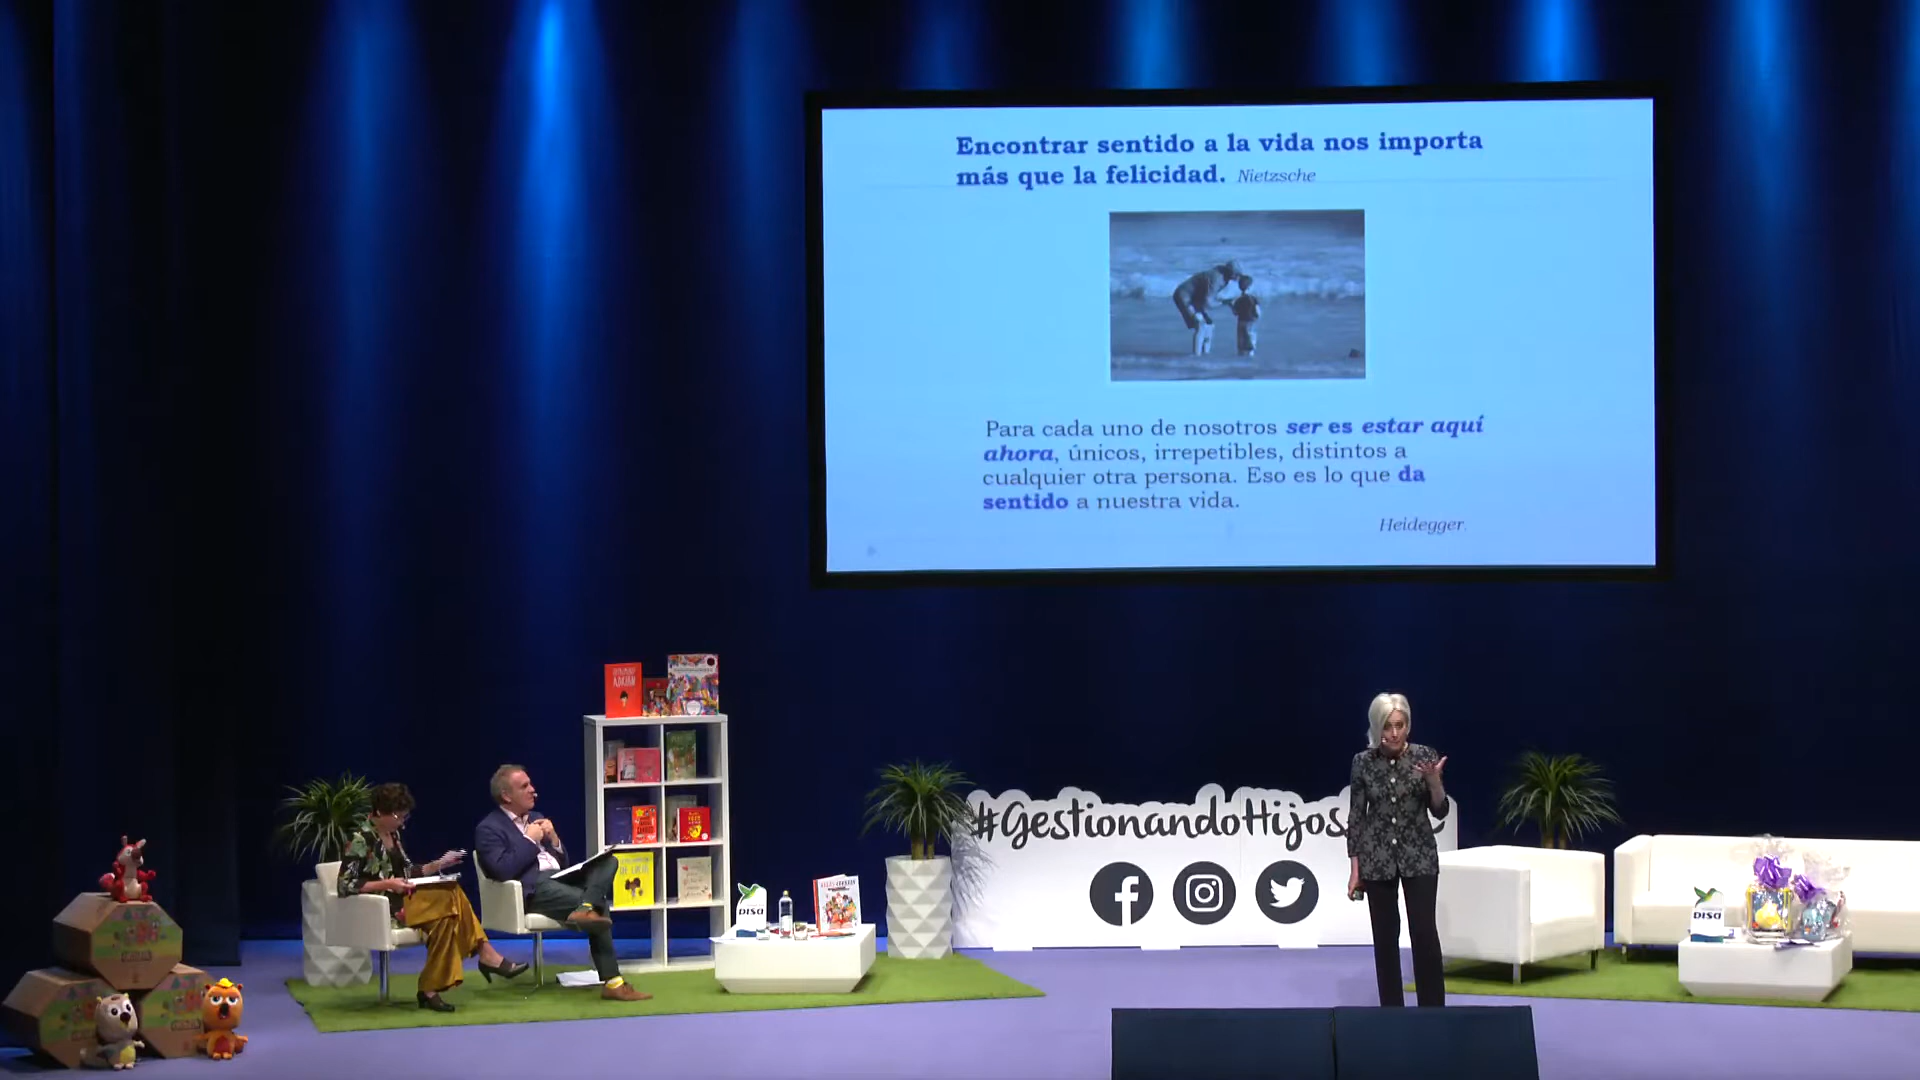 Encontrar sentido a la vida nos importa
más que la felicidad. Nietzsche
Para cada uno de nosotros ser es estar aquí
ahora, únicos, irrepetibles, distintos a
cualquier otra persona. Eso es lo que da
sentido a nuestra vida.
Heidegger.
#GestionandoHijos
DISA
DISA